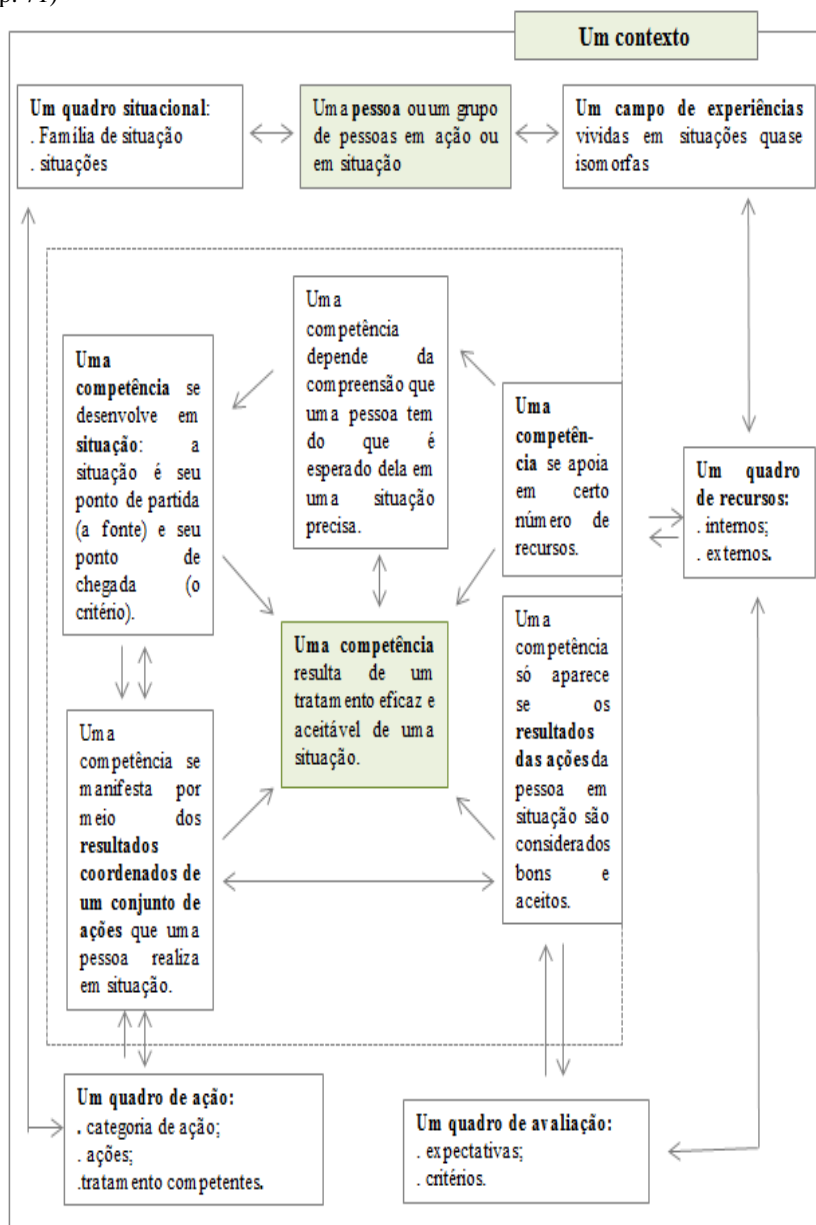 p. 71)
Um contexto
Um quadro situacional:
. Família de situação
. situações
Uma pessoa ou um grupo
de pessoas em ação ou
em situação
Um campo de experiências
vividas em situações quase
isomorfas
Uma
competência
depende da
compreensão que
uma pessoa tem
do que é
esperado dela em
uma situação
precisa.
Uma
competência se
desenvolve em
situação: a
situação é seu
ponto de partida
(a fonte) e seu
ponto de
chegada (o
critério).
Uma
competên-
cia se apoia
em certo
número de
recursos.
Um quadro
de recursos:
. internos;
. externos.
Uma competência
resulta de um
tratamento eficaz e
aceitável de uma
situação.
Uma
competência
só aparece
se os
resultados
das ações da
pessoa em
situação são
considerados
bons e
aceitos.
Uma
competência se
manifesta por
meio dos
resultados
coordenados de
um conjunto de
ações que uma
pessoa realiza
em situação.
Um quadro de ação:
. categoria de ação;
. ações;
.tratamento competentes.
Um quadro de avaliação:
. expectativas;
. critérios.